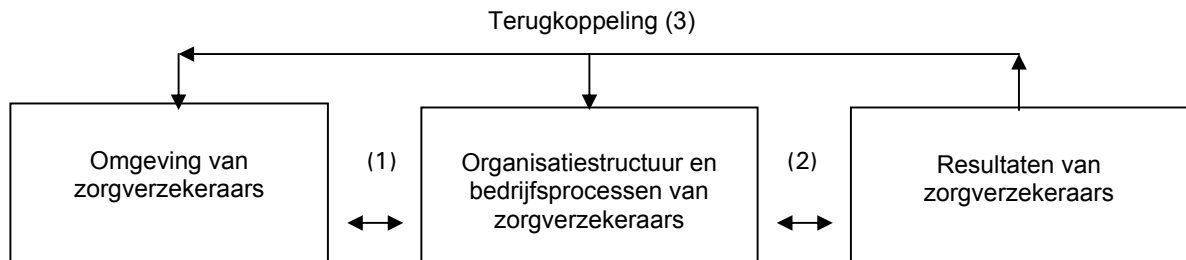 Terugkoppeling (3)
Omgeving van
zorgverzekeraars
(1)
Organisatiestructuur en
bedrijfsprocessen van
zorgverzekeraars
(2)
Resultaten van
zorgverzekeraars